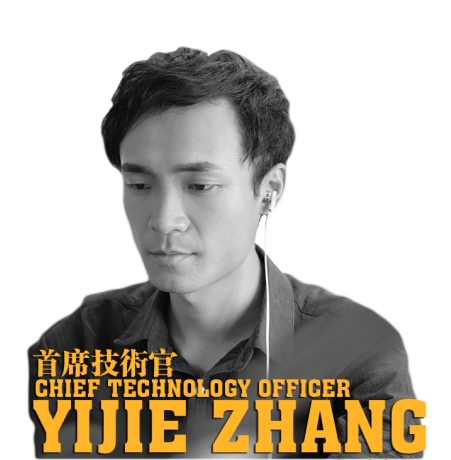 首席技術官
CHIEF TECHNOLOGY OFFICER
YIJIE ZHANG